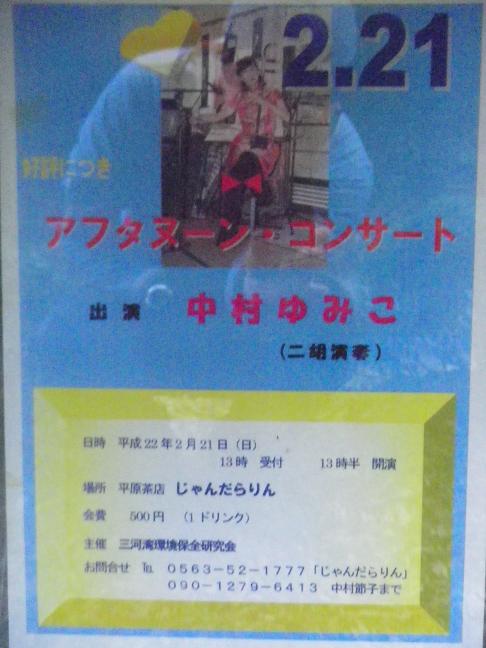 2.21
好評につき
アフタヌーン・コンサート
出演 中村ゆみこ
(二胡演奏)
日時 平成22年2月21日(日)
13時 受付 13時半 開演
場所 平原茶店 じゃんだらりん
会費 500円 (1ドリンク)
主催 三河湾環境保全研究会
お問合せ ℡ 0563-52-1777「じゃんだらりん」
090-1279-6413 中村節子まで